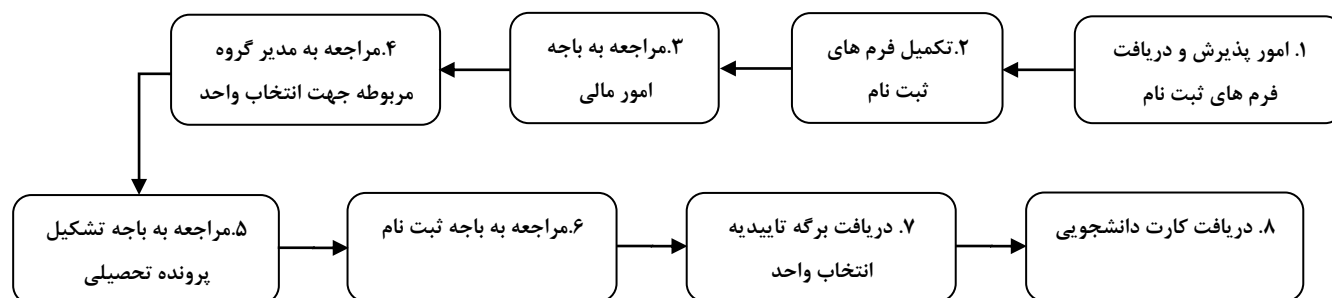 ۱. امور پذیرش و دریافت
فرم های ثبت نام
۲.تکمیل فرم های
ثبت نام
۳.مراجعه به باجه
امور مالی
۴.مراجعه به مدیر گروه
مربوطه جهت انتخاب واحد
۵.مراجعه به باجه تشکیل
پرونده تحصیلی
۶.مراجعه به باجه ثبت نام
۷. دریافت برگه تاییدیه
انتخاب واحد
۸. دریافت کارت دانشجویی